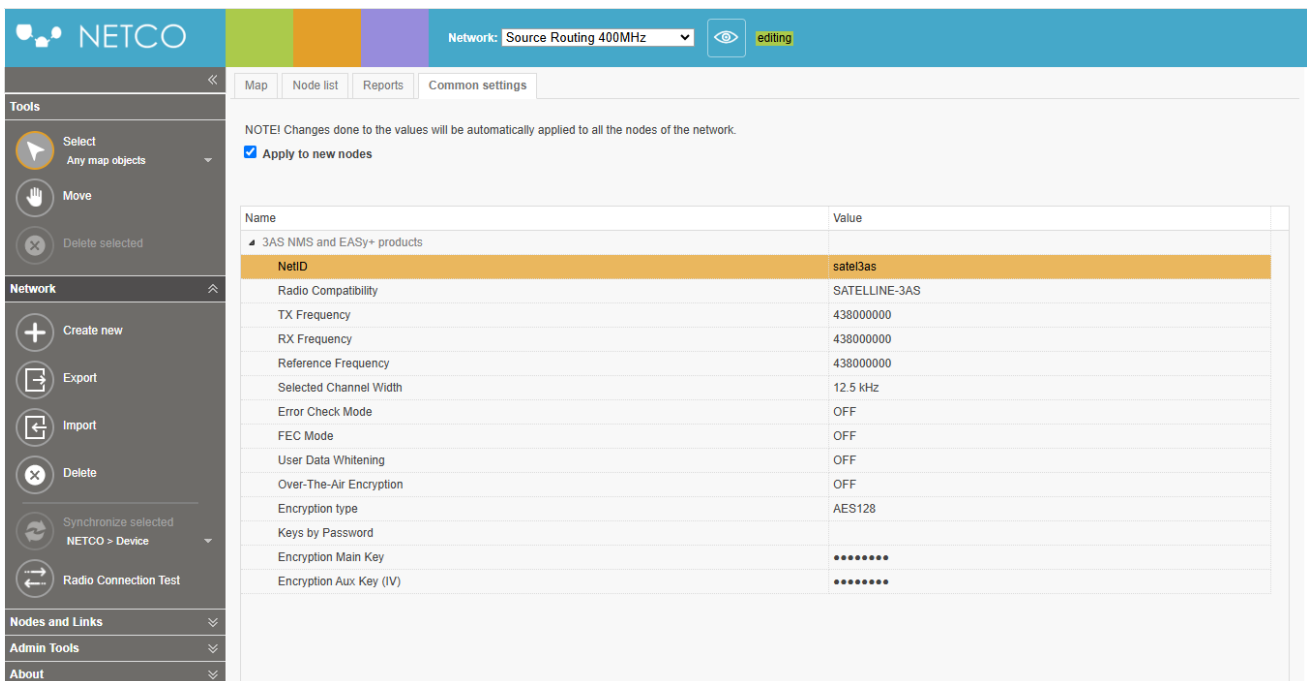 NETCO
Network: Source Routing 400MHz editing
Map Node list Reports Common settings
Tools
Select
Any map objects
Move
Delete selected
Network
Create new
Export
Import
Delete
Synchronize selected
NETCO > Device
Radio Connection Test
Nodes and Links
Admin Tools
About
NOTE! Changes done to the values will be automatically applied to all the nodes of the network.
Apply to new nodes
Name Value
3AS NMS and EASy+ products
NetID satel3as
Radio Compatibility SATELLINE-3AS
TX Frequency 438000000
RX Frequency 438000000
Reference Frequency 438000000
Selected Channel Width 12.5 kHz
Error Check Mode OFF
FEC Mode OFF
User Data Whitening OFF
Over-The-Air Encryption OFF
Encryption type AES128
Keys by Password
Encryption Main Key ●●●●●●●●
Encryption Aux Key (IV) ●●●●●●●●